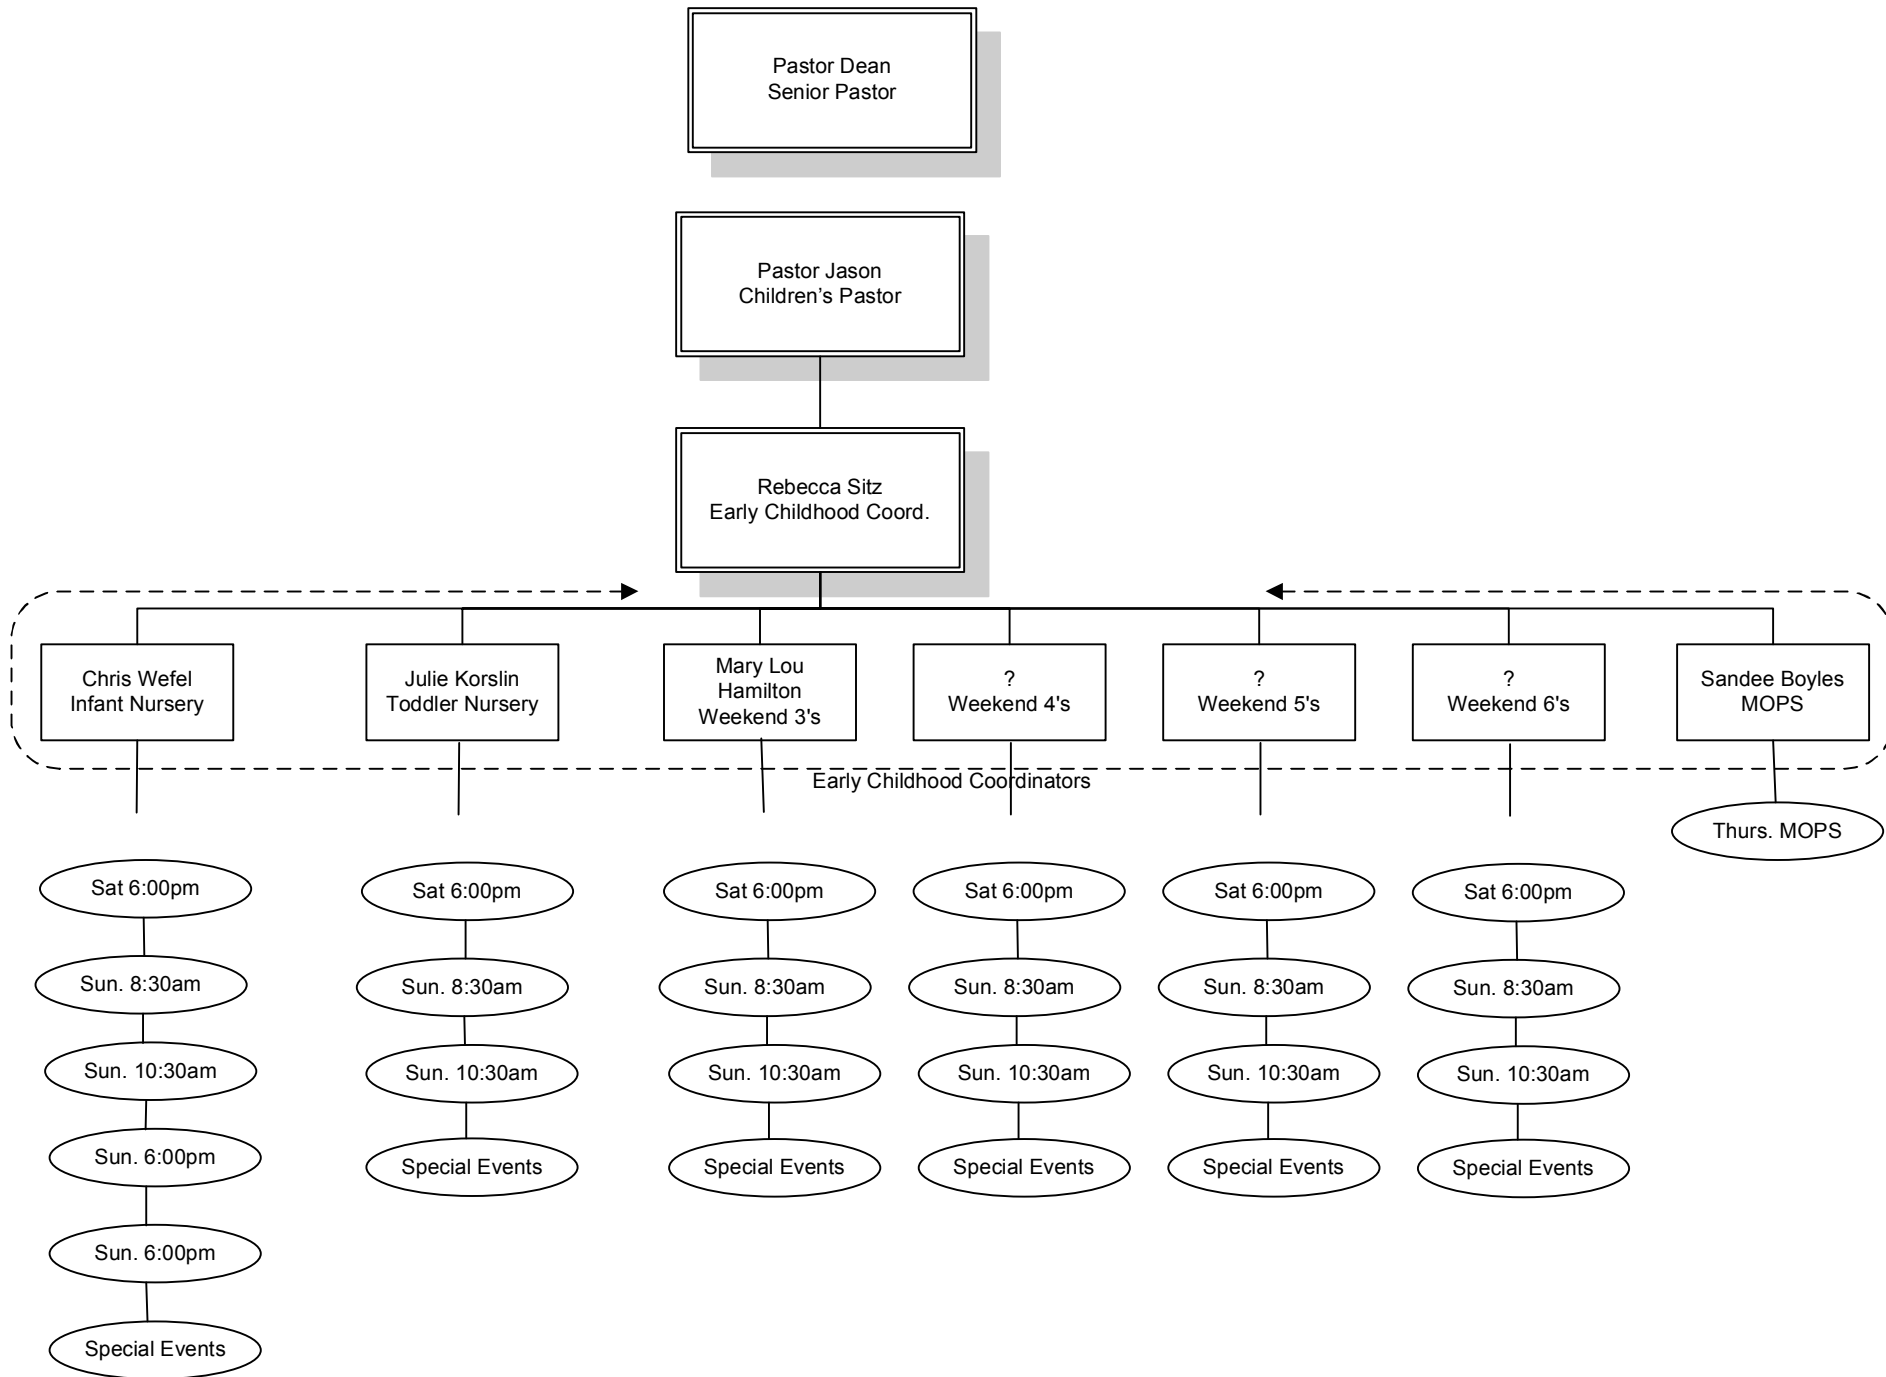 Pastor Dean
Senior Pastor
Pastor Jason
Children’s Pastor
Rebecca Sitz
Early Childhood Coord.
Chris Wefel
Infant Nursery
Julie Korslin
Toddler Nursery
Mary Lou
Hamilton
Weekend 3's
?
Weekend 4's
?
Weekend 5's
?
Weekend 6's
Sandee Boyles
MOPS
Early Childhood Coordinators
Sat 6:00pm
Sun. 8:30am
Sun. 10:30am
Sun. 6:00pm
Sun. 6:00pm
Special Events
Sat 6:00pm
Sun. 8:30am
Sun. 10:30am
Special Events
Sat 6:00pm
Sun. 8:30am
Sun. 10:30am
Special Events
Sat 6:00pm
Sun. 8:30am
Sun. 10:30am
Special Events
Sat 6:00pm
Sun. 8:30am
Sun. 10:30am
Special Events
Sat 6:00pm
Sun. 8:30am
Sun. 10:30am
Special Events
Thurs. MOPS